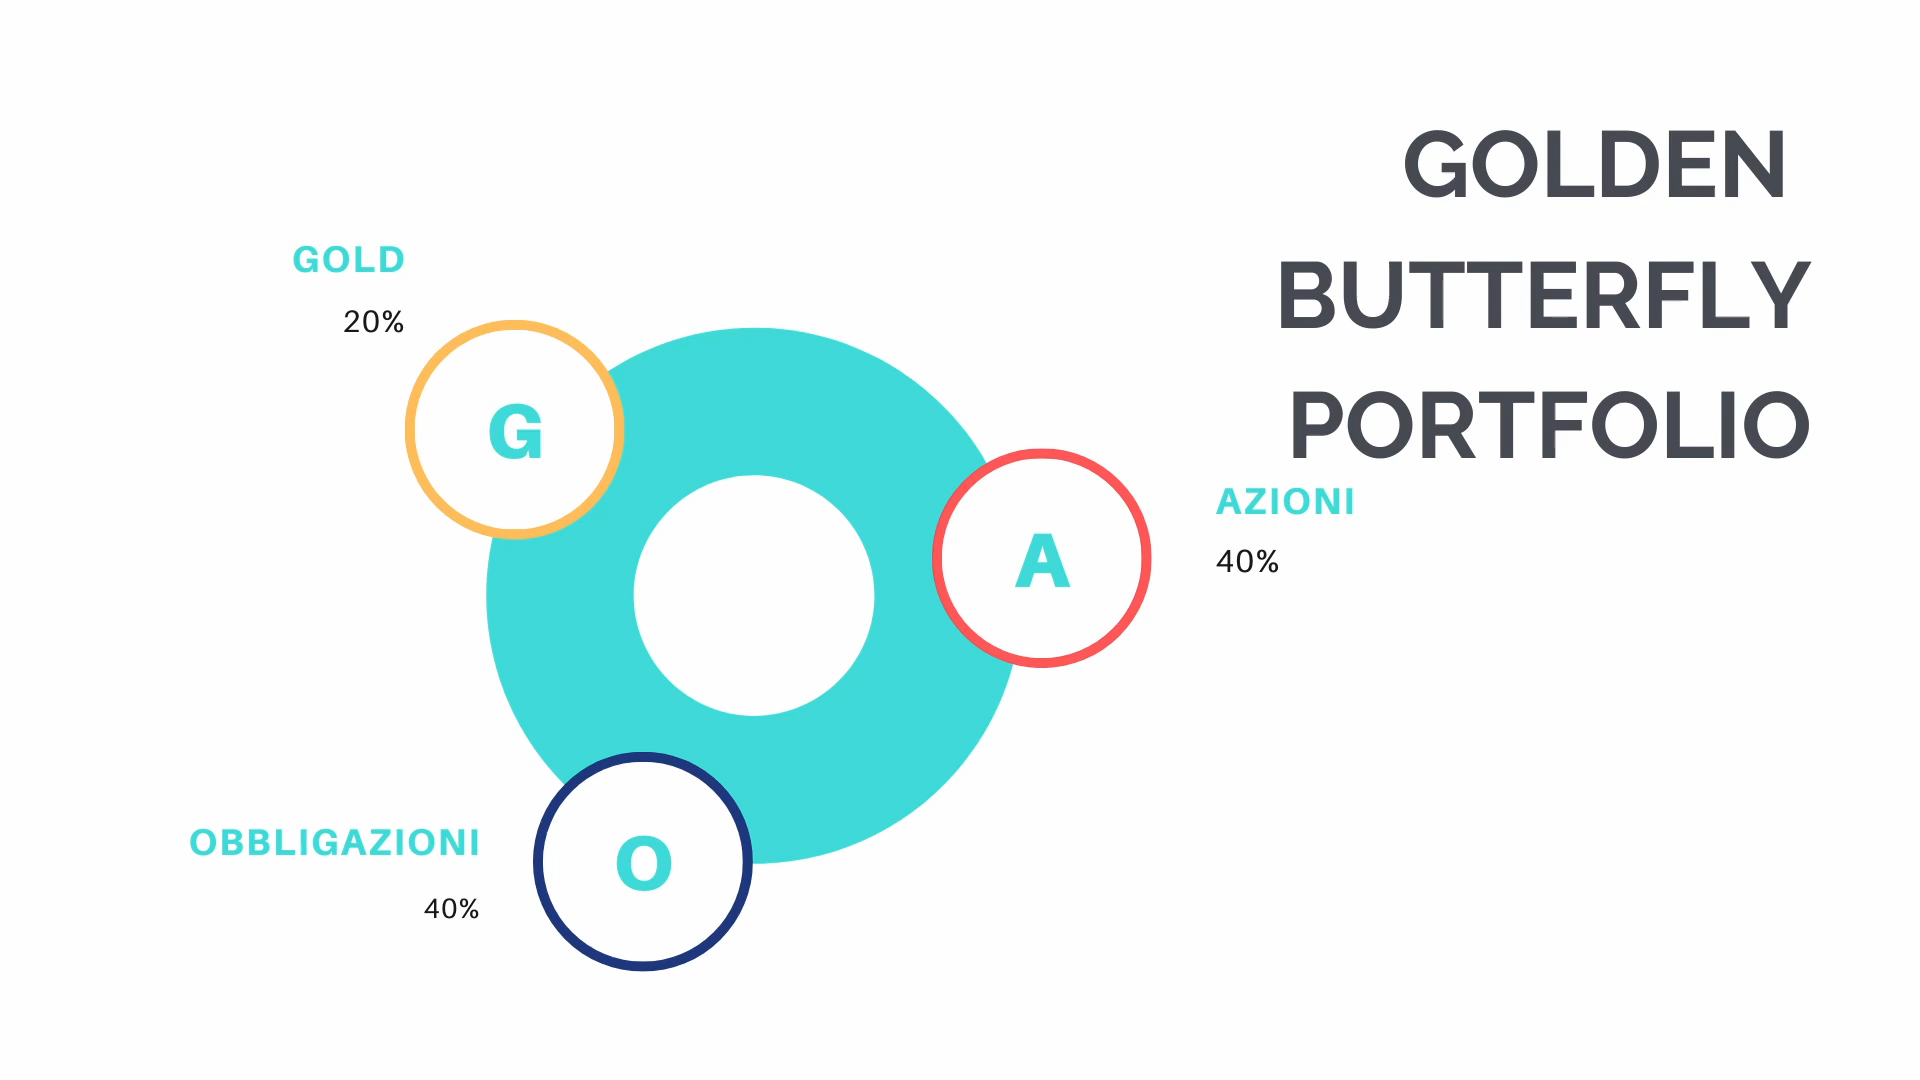 GOLDEN
BUTTERFLY
PORTFOLIO
GOLD
20%
G
A
AZIONI
40%
O
OBBLIGAZIONI
40%